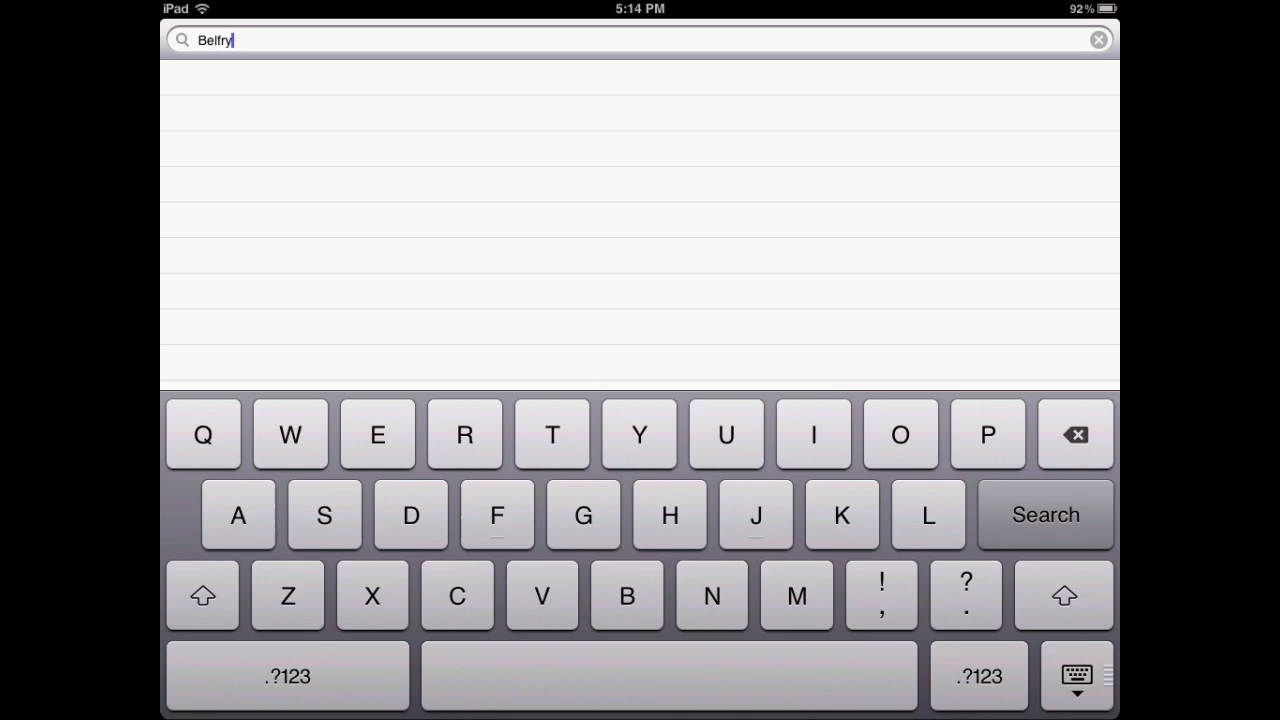 iPad 5:14 PM 92%
Belfry
Q W E R T Y U I O P
A S D F G H J K L Search
Z X C V B N M ! , ? .
.?123 .?123